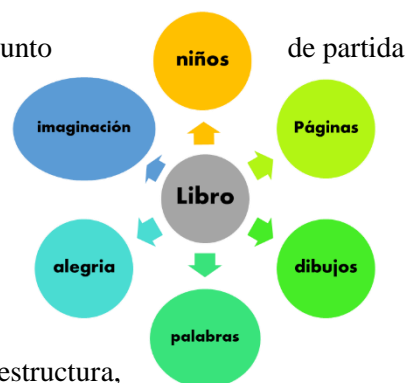 unto de partida
niños
imaginación
Páginas
Libro
alegria
dibujos
palabras
estructura,